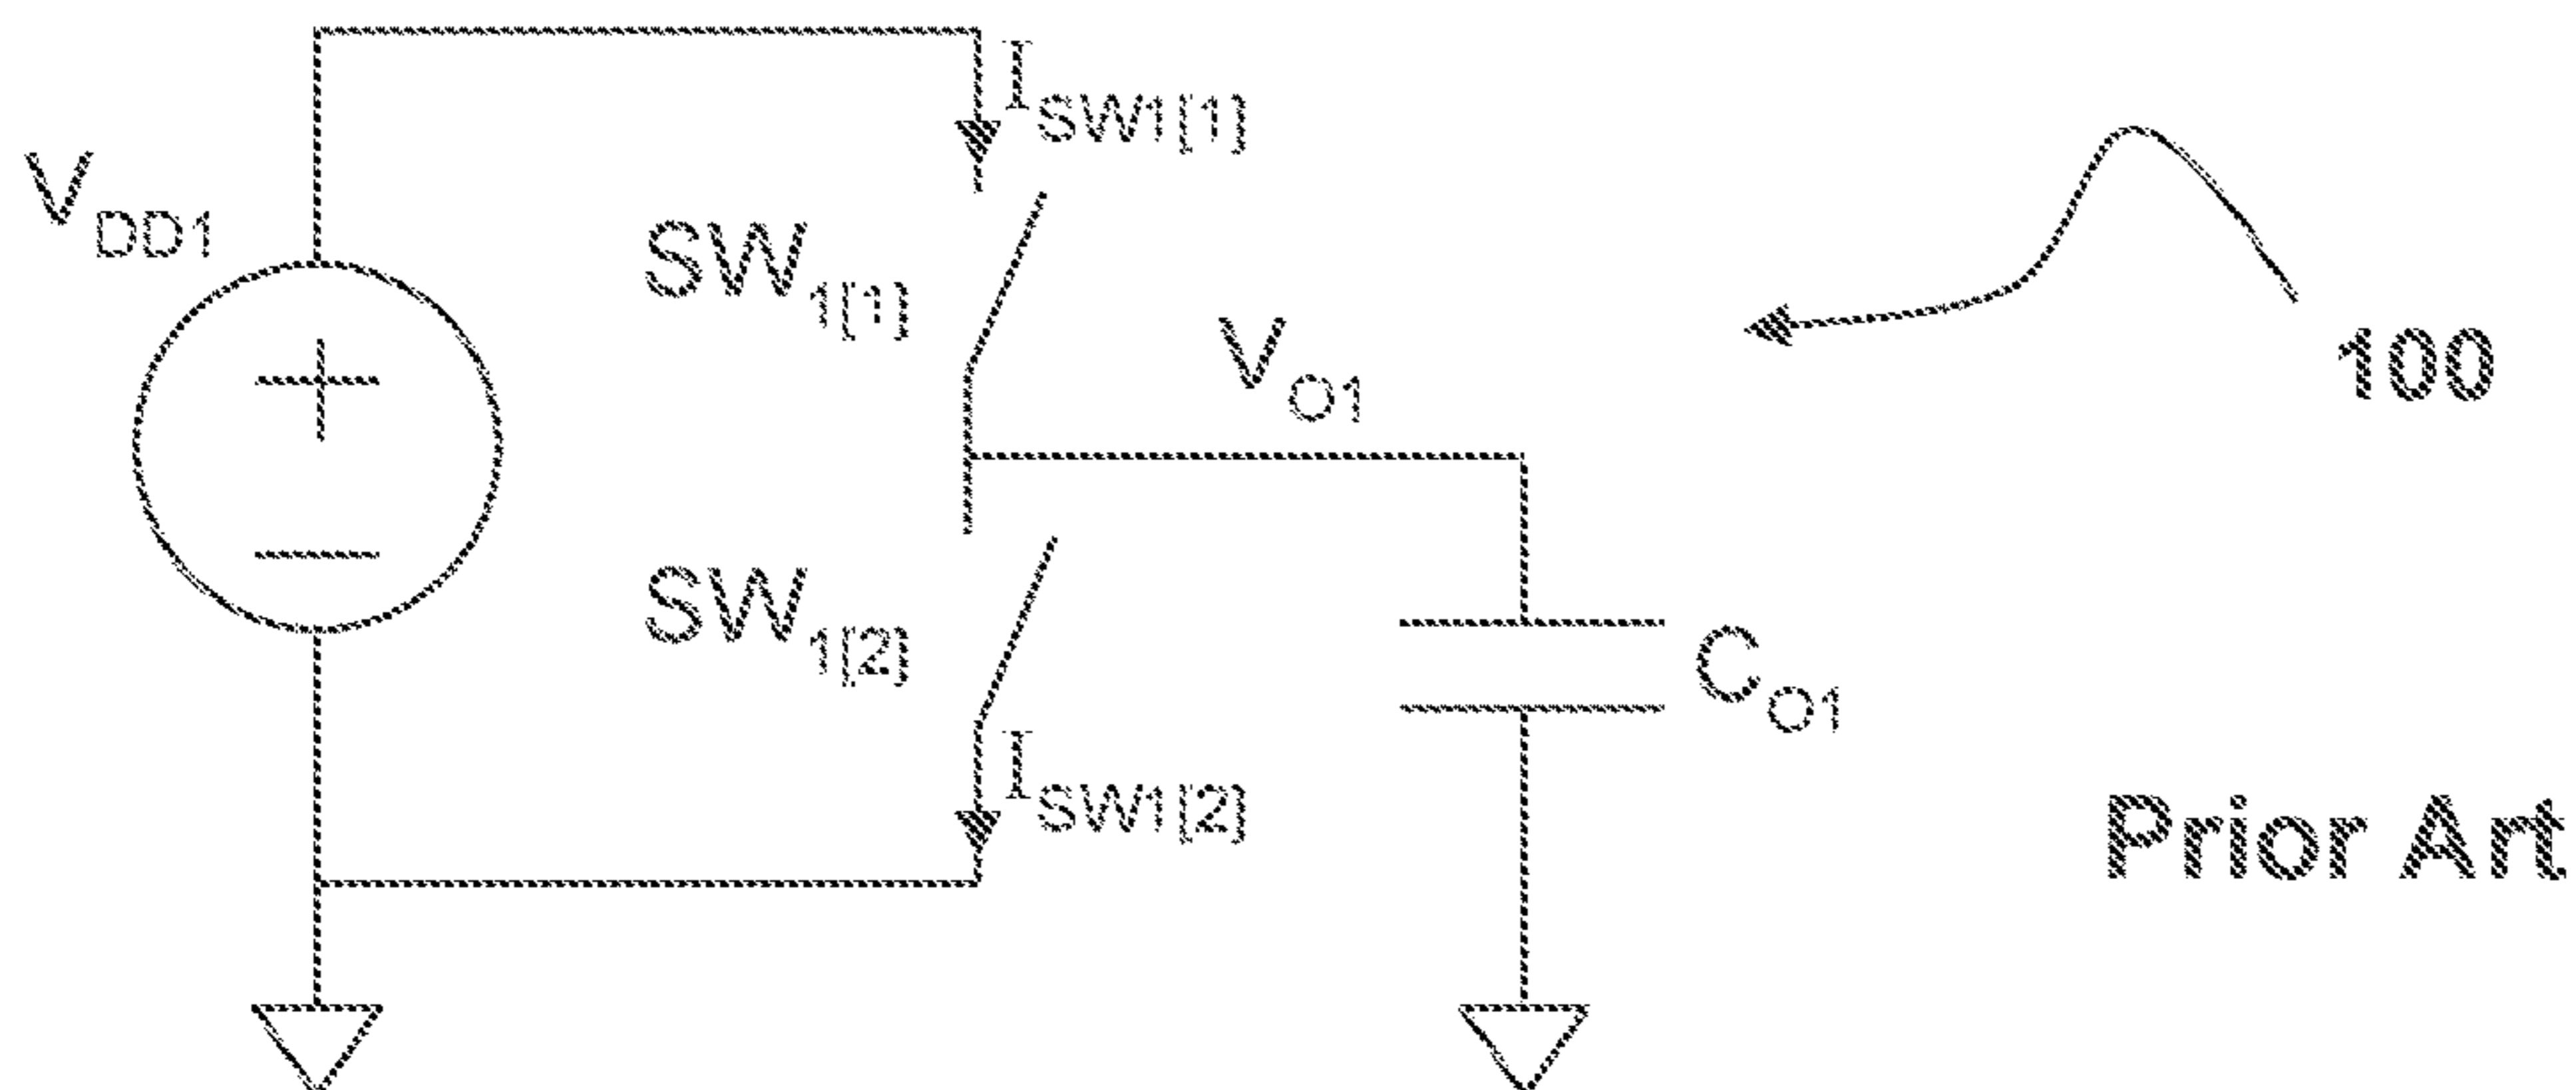 I_SW1[1]
V_DD1
SW_1[1]
V_O1
100
+
−
SW_1[2]
C_O1
I_SW1[2]
Prior Art